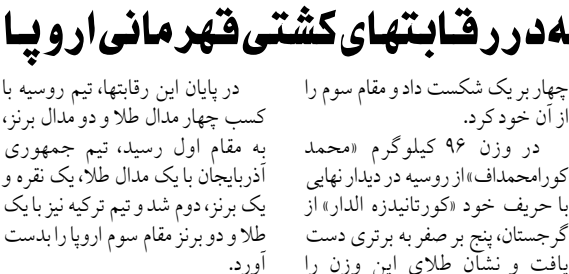 ه‌در رقابتهای کشتی قهرمانی اروپا
چهار بر یک شکست داد و مقام سوم را
از آن خود کرد.
در وزن ۹۶ کیلوگرم «محمد
کورامحمداف» از روسیه در دیدار نهایی
با حریف خود «کورتانیدزه الدار» از
گرجستان، پنج بر صفر به برتری دست
یافت و نشان طلای این وزن را
در پایان این رقابتها، تیم روسیه با
کسب چهار مدال طلا و دو مدال برنز،
به مقام اول رسید، تیم جمهوری
آذربایجان با یک مدال طلا، یک نقره و
یک برنز، دوم شد و تیم ترکیه نیز با یک
طلا و دو برنز مقام سوم اروپا را بدست
آورد.